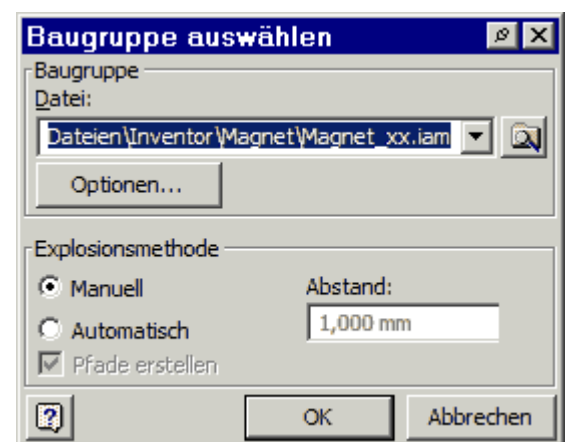 Baugruppe auswählen
Baugruppe
Datei:
Dateien\Inventor\Magnet\Magnet_xx.iam
Optionen...
Explosionsmethode
Manuell
Abstand:
Automatisch
1,000 mm
Pfade erstellen
OK
Abbrechen